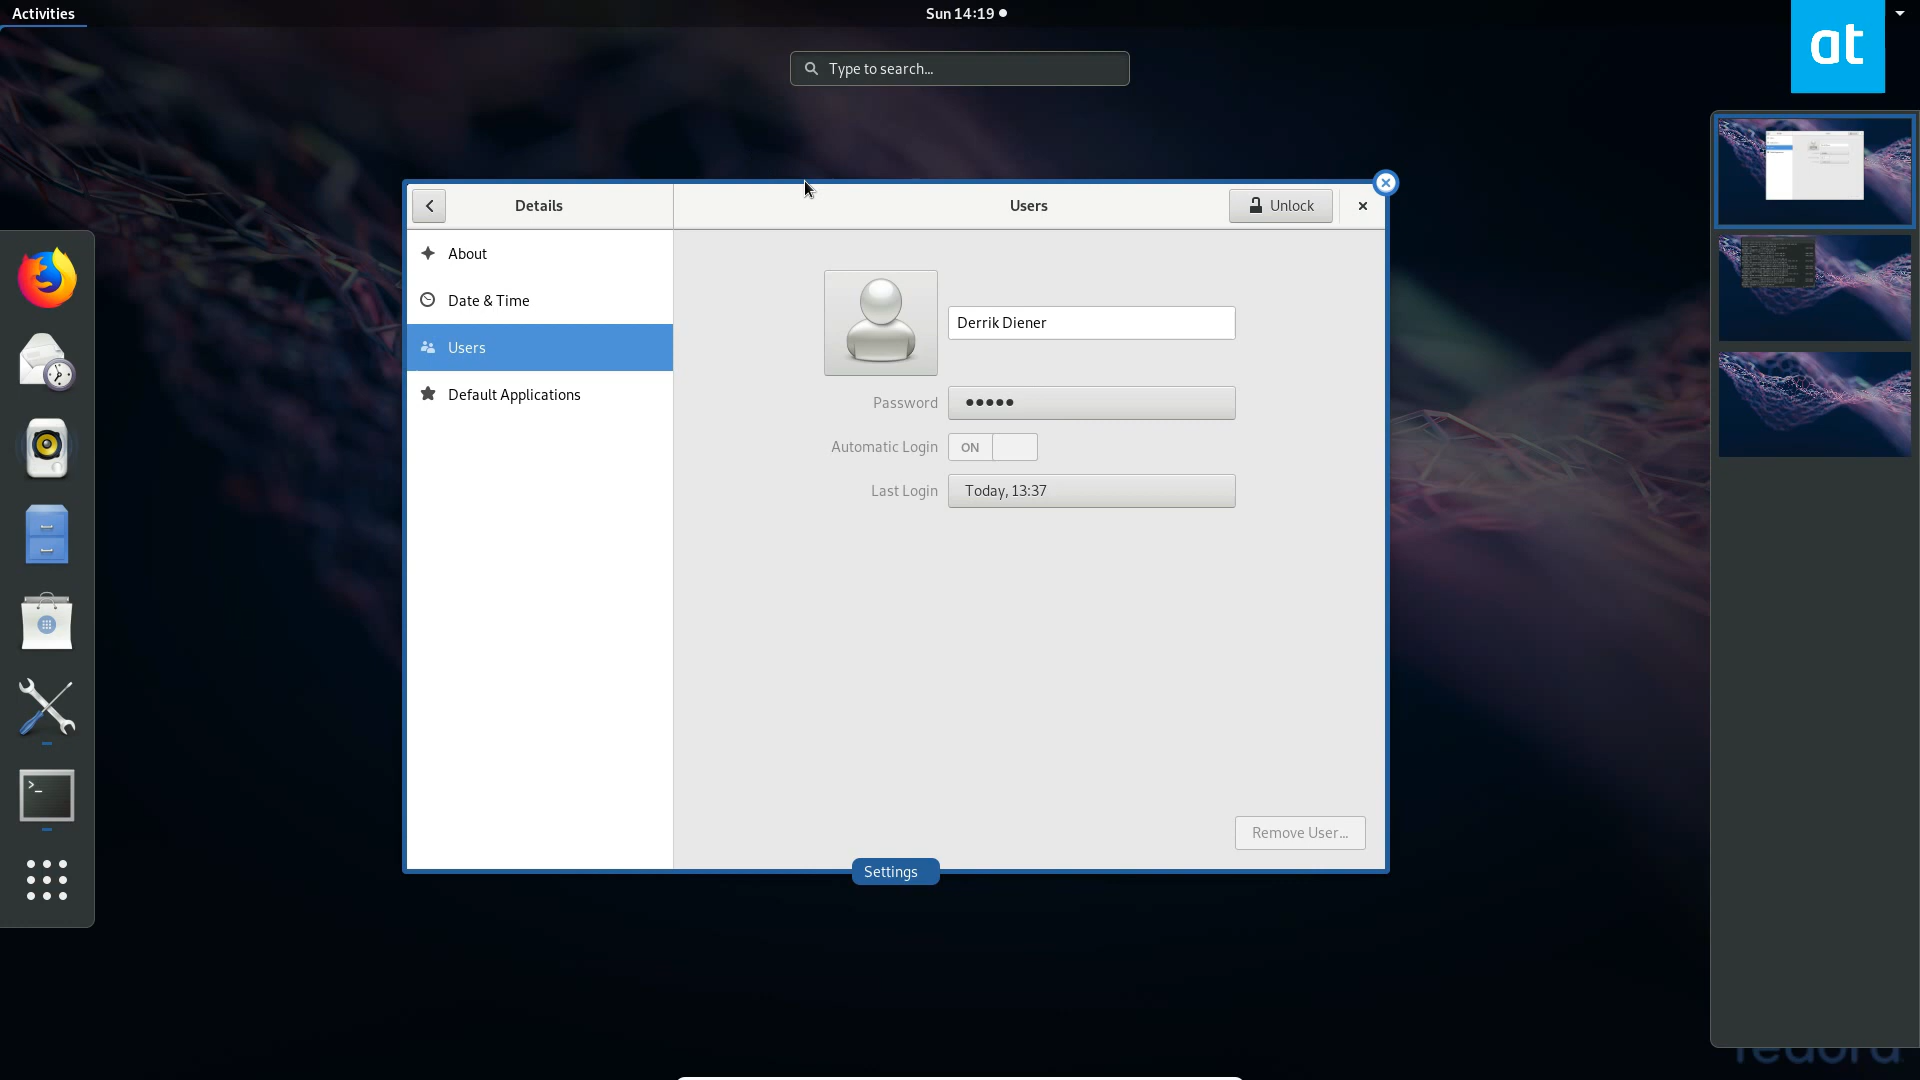 Activities
Sun 14:19
at
Type to search...
Details
Users
Unlock
About
Date & Time
Users
Default Applications
Derrik Diener
Password
●●●●●
Automatic Login
ON
Last Login
Today, 13:37
Remove User...
Settings
fedora